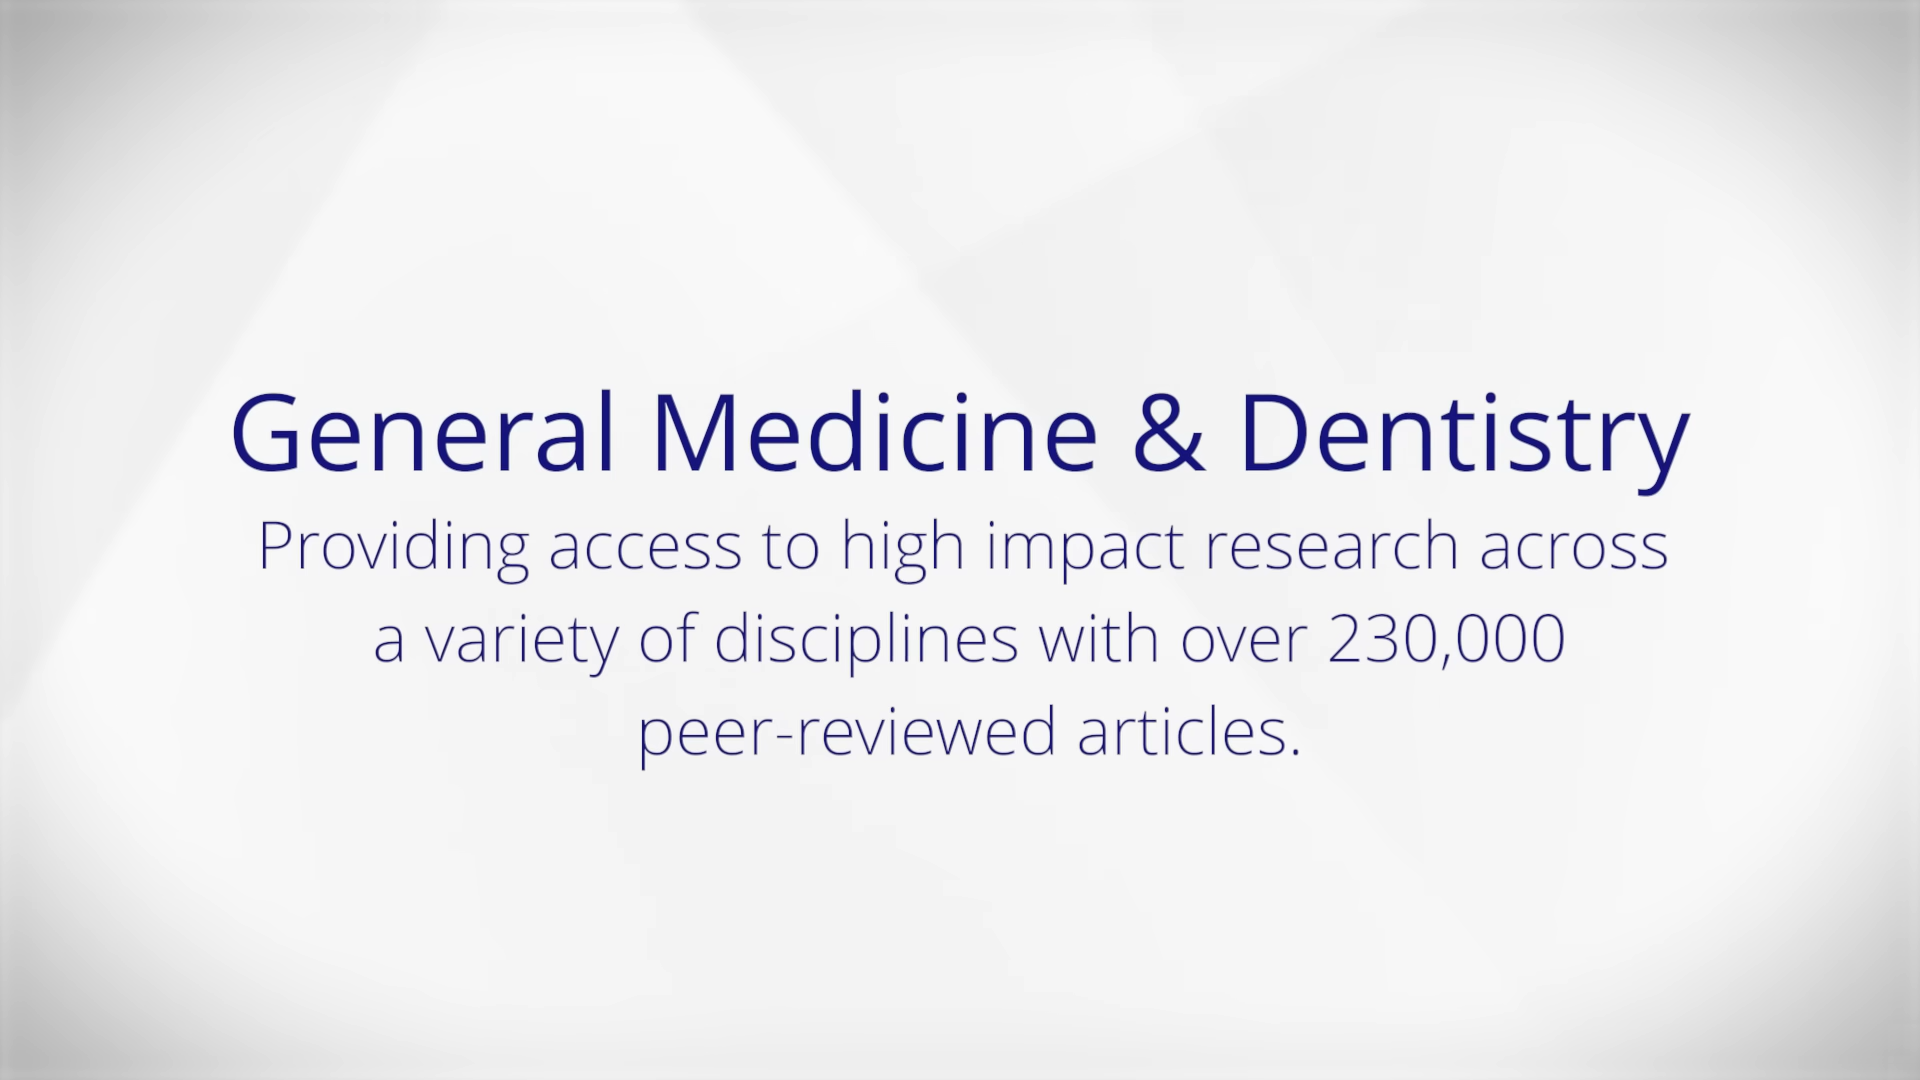 General Medicine & Dentistry
Providing access to high impact research across
a variety of disciplines with over 230,000
peer-reviewed articles.